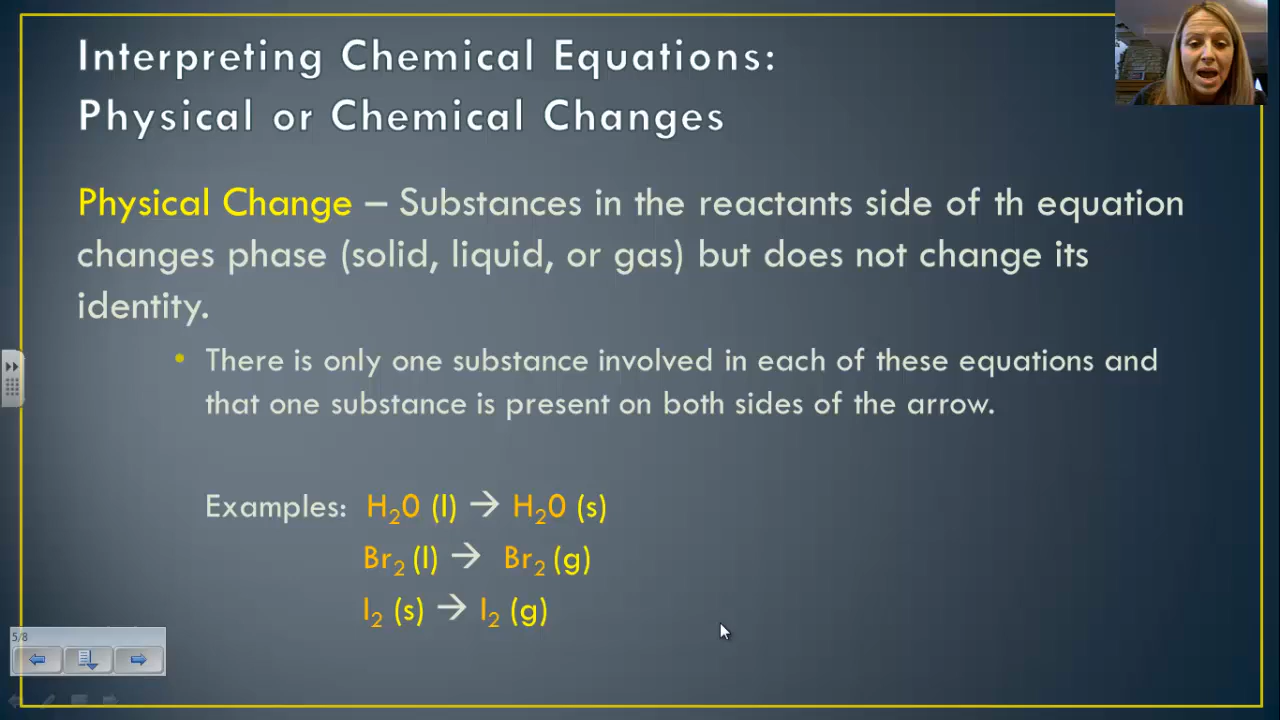 Interpreting Chemical Equations:
Physical or Chemical Changes
Physical Change – Substances in the reactants side of th equation
changes phase (solid, liquid, or gas) but does not change its
identity.
• There is only one substance involved in each of these equations and
that one substance is present on both sides of the arrow.
Examples: H₂0 (l) → H₂0 (s)
Br₂ (l) → Br₂ (g)
I₂ (s) → I₂ (g)
5/8